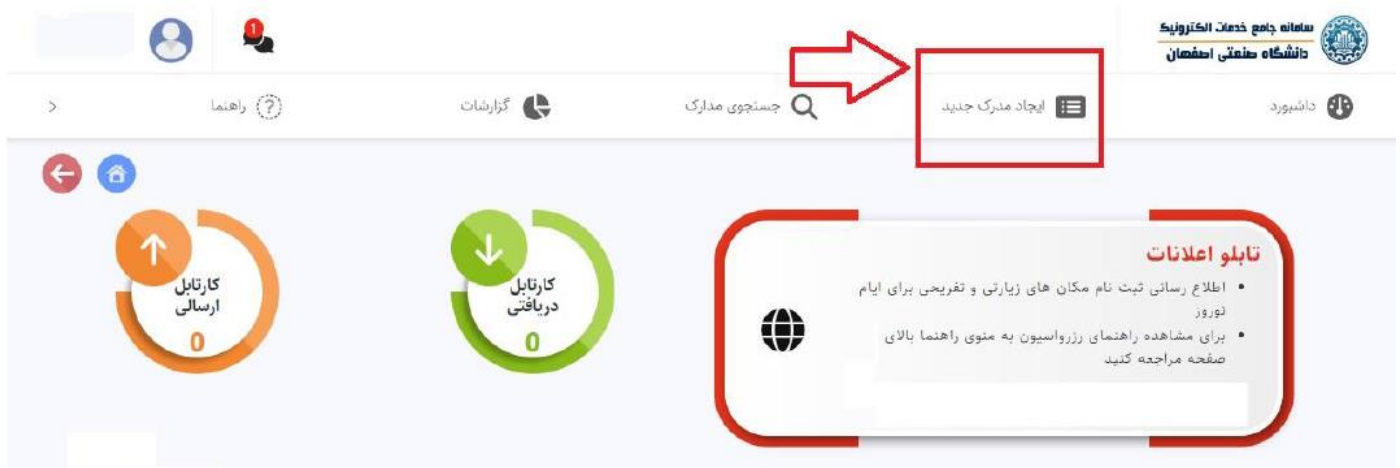 سامانه جامع خدمات الکترونیک
دانشگاه صنعتی اصفهان
1
داشبورد
ایجاد مدرک جدید
جستجوی مدارک
گزارشات
راهنما
تابلو اعلانات
اطلاع رسانی ثبت نام مکان های زیارتی و تفریحی برای ایام
نوروز
برای مشاهده راهنمای رزرواسیون به منوی راهنما بالای
صفحه مراجعه کنید
کارتابل
دریافتی
0
کارتابل
ارسالی
0